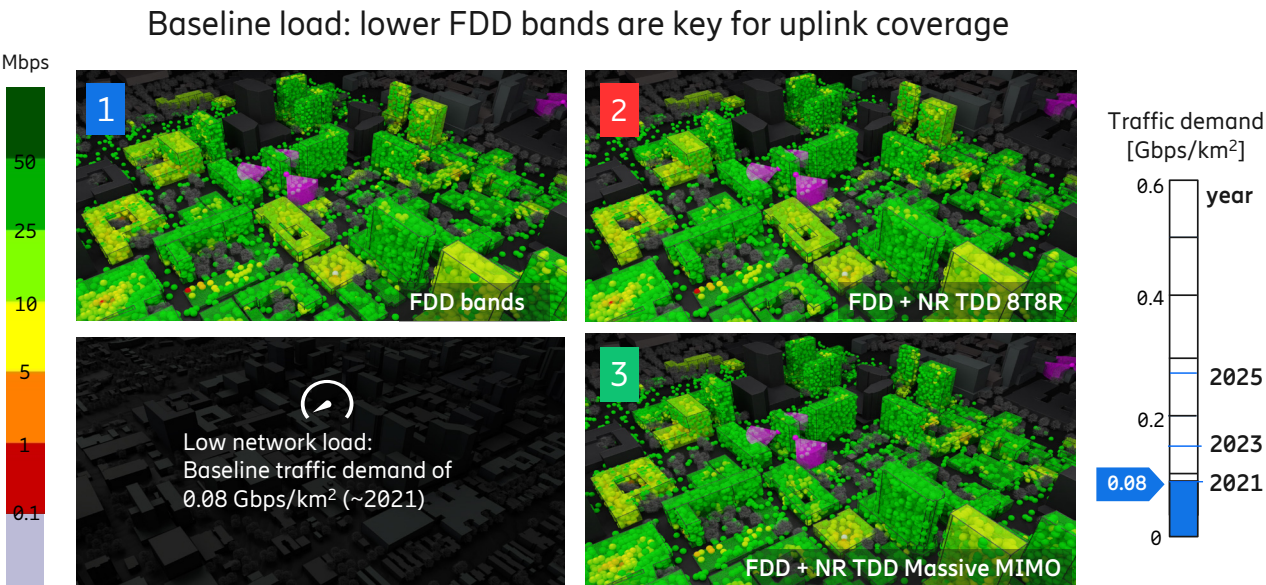 Baseline load: lower FDD bands are key for uplink coverage
Mbps
50
25
10
5
1
0.1
1
FDD bands
2
FDD + NR TDD 8T8R
Low network load:
Baseline traffic demand of
0.08 Gbps/km² (~2021)
3
FDD + NR TDD Massive MIMO
Traffic demand
[Gbps/km²]
0.6
year
0.4
2025
0.2
2023
0.08
2021
0